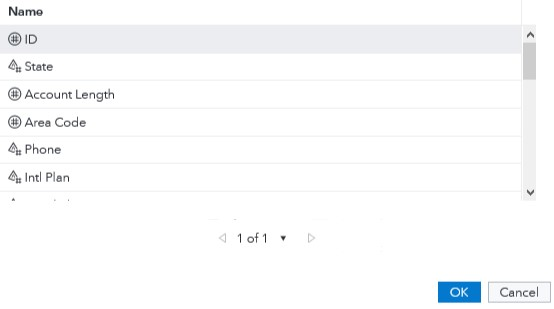 Name
ID
State
Account Length
Area Code
Phone
Intl Plan
1 of 1
OK
Cancel